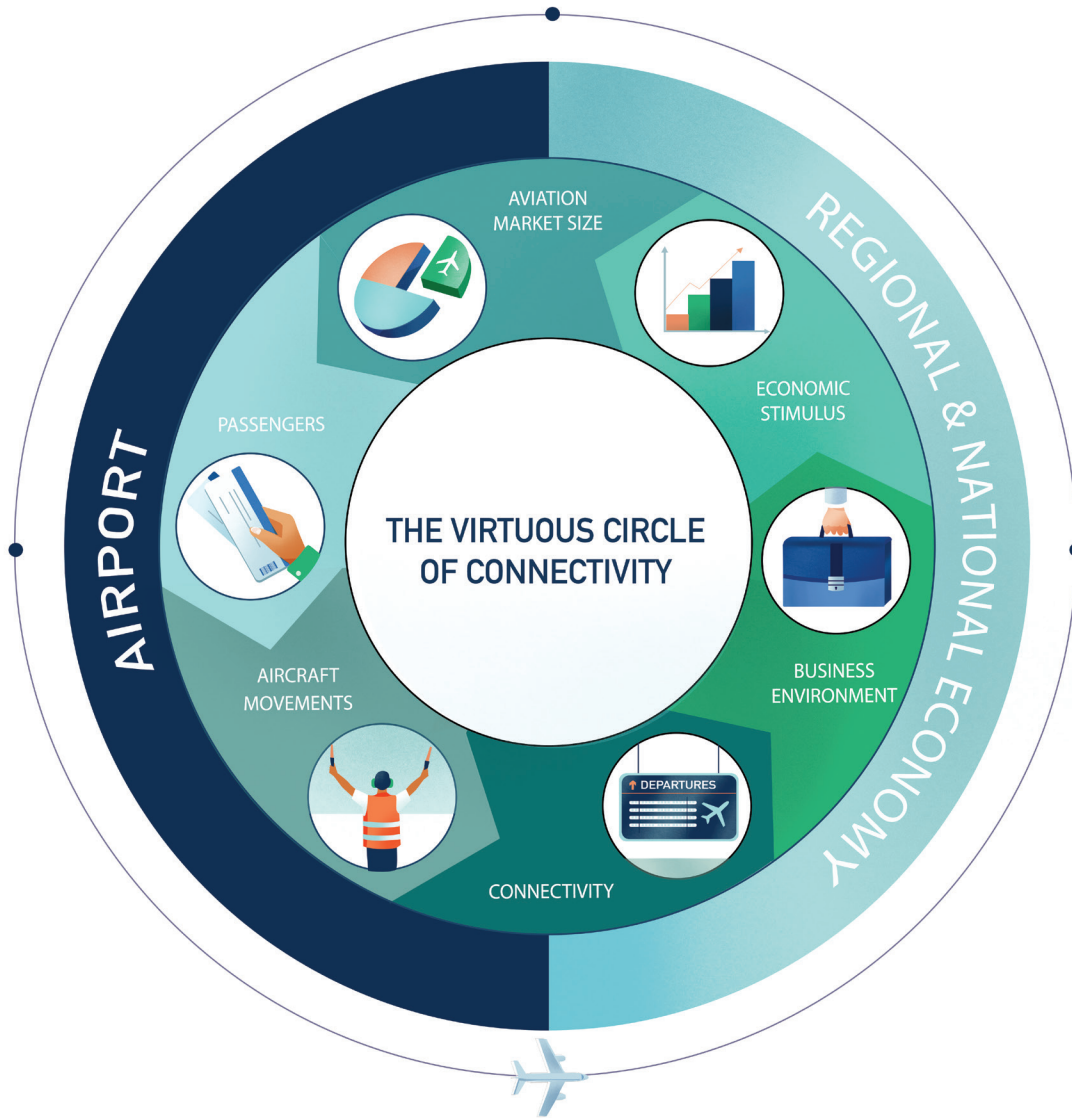 AVIATION
MARKET SIZE
ECONOMIC
STIMULUS
BUSINESS
ENVIRONMENT
↑ DEPARTURES
CONNECTIVITY
AIRCRAFT
MOVEMENTS
PASSENGERS
THE VIRTUOUS CIRCLE
OF CONNECTIVITY
AIRPORT
REGIONAL & NATIONAL ECONOMY